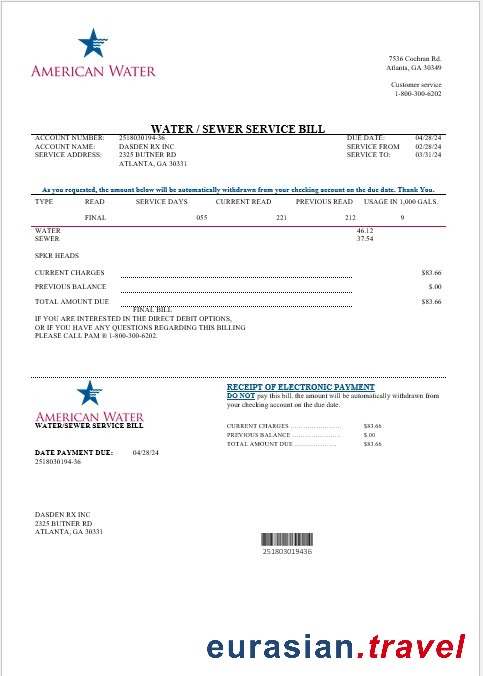 AMERICAN WATER
7536 Cochran Rd.
Atlanta, GA 30349
Customer service
1-800-300-6202
WATER / SEWER SERVICE BILL
ACCOUNT NUMBER: 2518030194-36 DUE DATE: 04/28/24
ACCOUNT NAME: DASDEN RX INC SERVICE FROM 02/28/24
SERVICE ADDRESS: 2325 BUTNER RD SERVICE TO: 03/31/24
ATLANTA, GA 30331
As you requested, the amount below will be automatically withdrawn from your checking account on the due date. Thank You.
TYPE READ SERVICE DAYS CURRENT READ PREVIOUS READ USAGE IN 1,000 GALS.
FINAL 055 221 212 9
WATER 46.12
SEWER 37.54
SPKR HEADS
CURRENT CHARGES $83.66
PREVIOUS BALANCE $.00
TOTAL AMOUNT DUE $83.66
FINAL BILL
IF YOU ARE INTERESTED IN THE DIRECT DEBIT OPTIONS,
OR IF YOU HAVE ANY QUESTIONS REGARDING THIS BILLING
PLEASE CALL PAM ® 1-800-300-6202.
AMERICAN WATER
WATER/SEWER SERVICE BILL
DATE PAYMENT DUE: 04/28/24
2518030194-36
RECEIPT OF ELECTRONIC PAYMENT
DO NOT pay this bill. the amount will be automatically withdrawn from
your checking account on the due date.
CURRENT CHARGES ........................ $83.66
PREVIOUS BALANCE ...................... $.00
TOTAL AMOUNT DUE ................... $83.66
DASDEN RX INC
2325 BUTNER RD
ATLANTA, GA 30331
251803019436
eurasian.travel